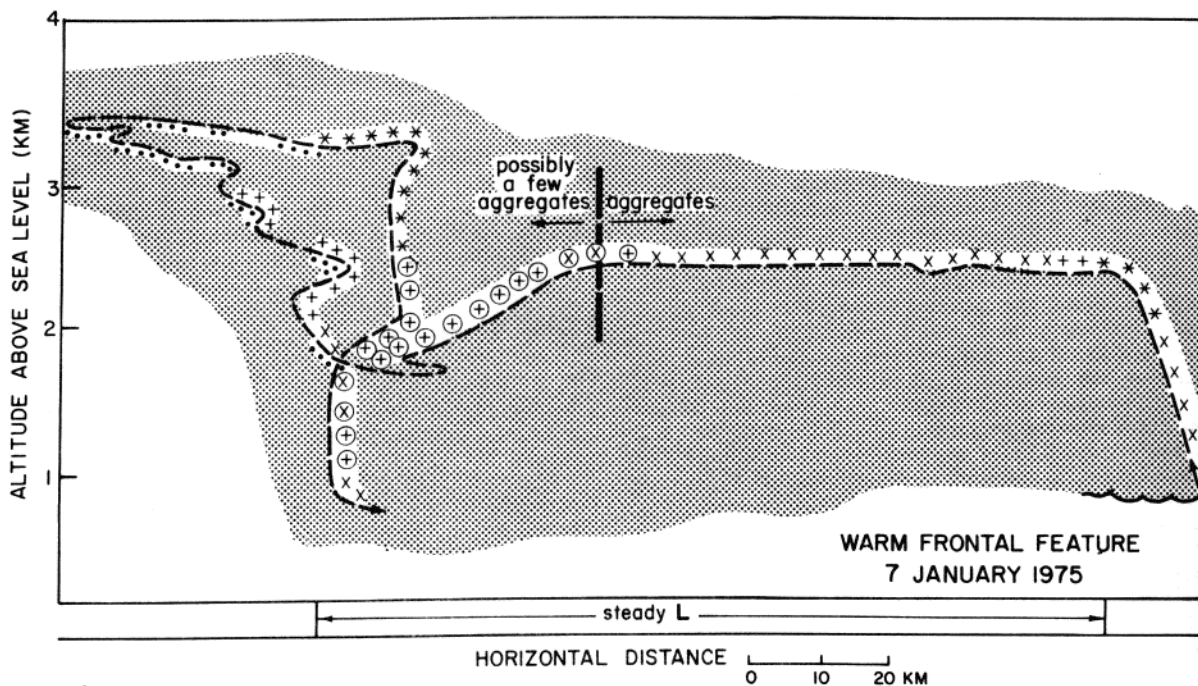 4
3
2
1
ALTITUDE ABOVE SEA LEVEL (KM)
possibly
a few
aggregates
aggregates
WARM FRONTAL FEATURE
7 JANUARY 1975
steady L
HORIZONTAL DISTANCE
0 10 20 KM